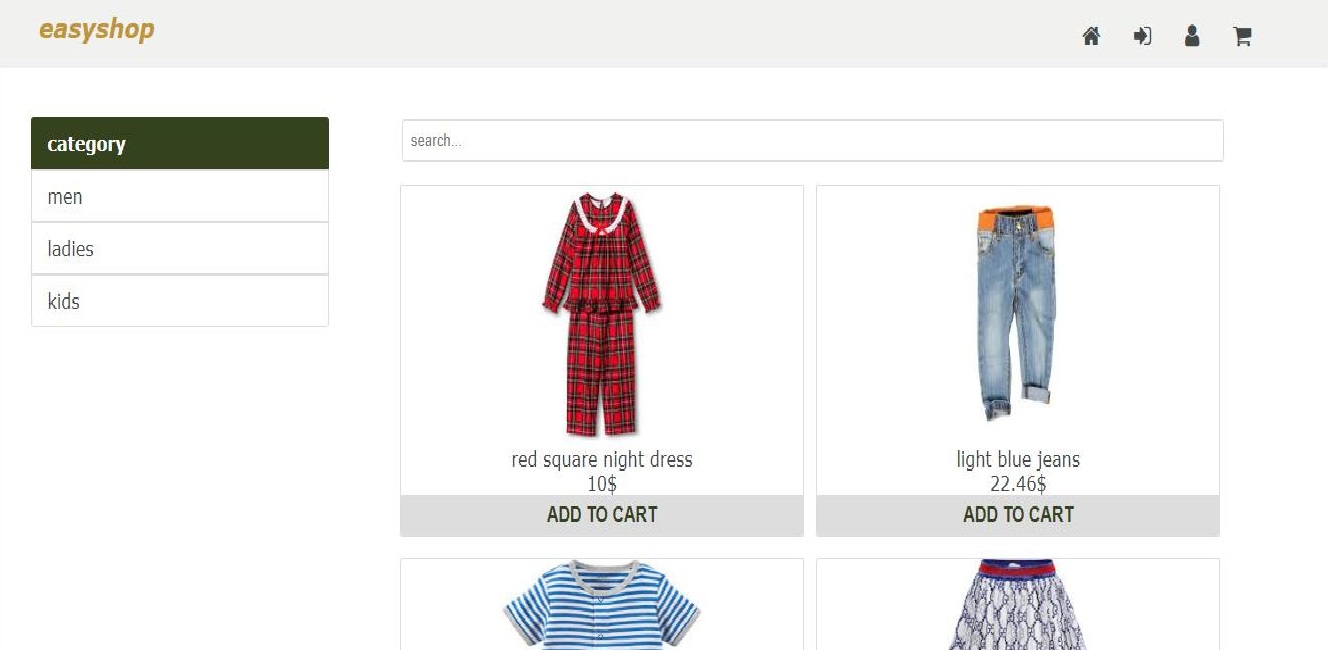 easyshop
category
men
ladies
kids
search...
red square night dress
10$
ADD TO CART
light blue jeans
22.46$
ADD TO CART